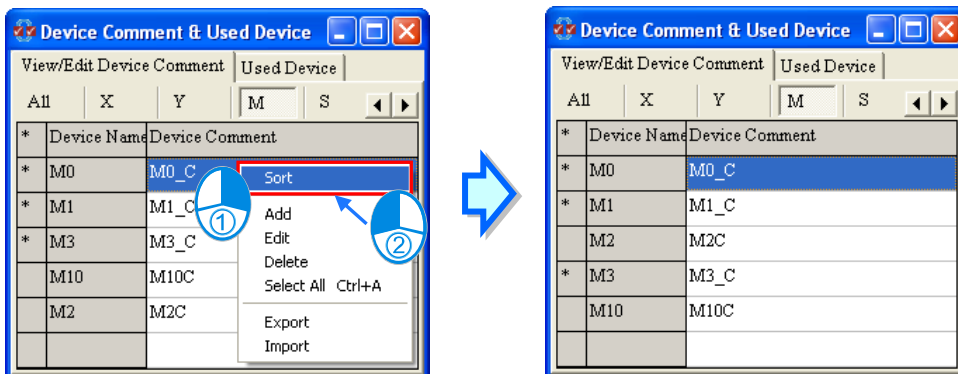 Device Comment & Used Device
View/Edit Device Comment Used Device
All X Y M S
* Device Name Device Comment
* M0 M0_C
* M1 M1_C
* M3 M3_C
M10 M10C
M2 M2C
Sort
Add
Edit
Delete
Select All Ctrl+A
Export
Import
1
2
Device Comment & Used Device
View/Edit Device Comment Used Device
All X Y M S
* Device Name Device Comment
* M0 M0_C
* M1 M1_C
M2 M2C
* M3 M3_C
M10 M10C